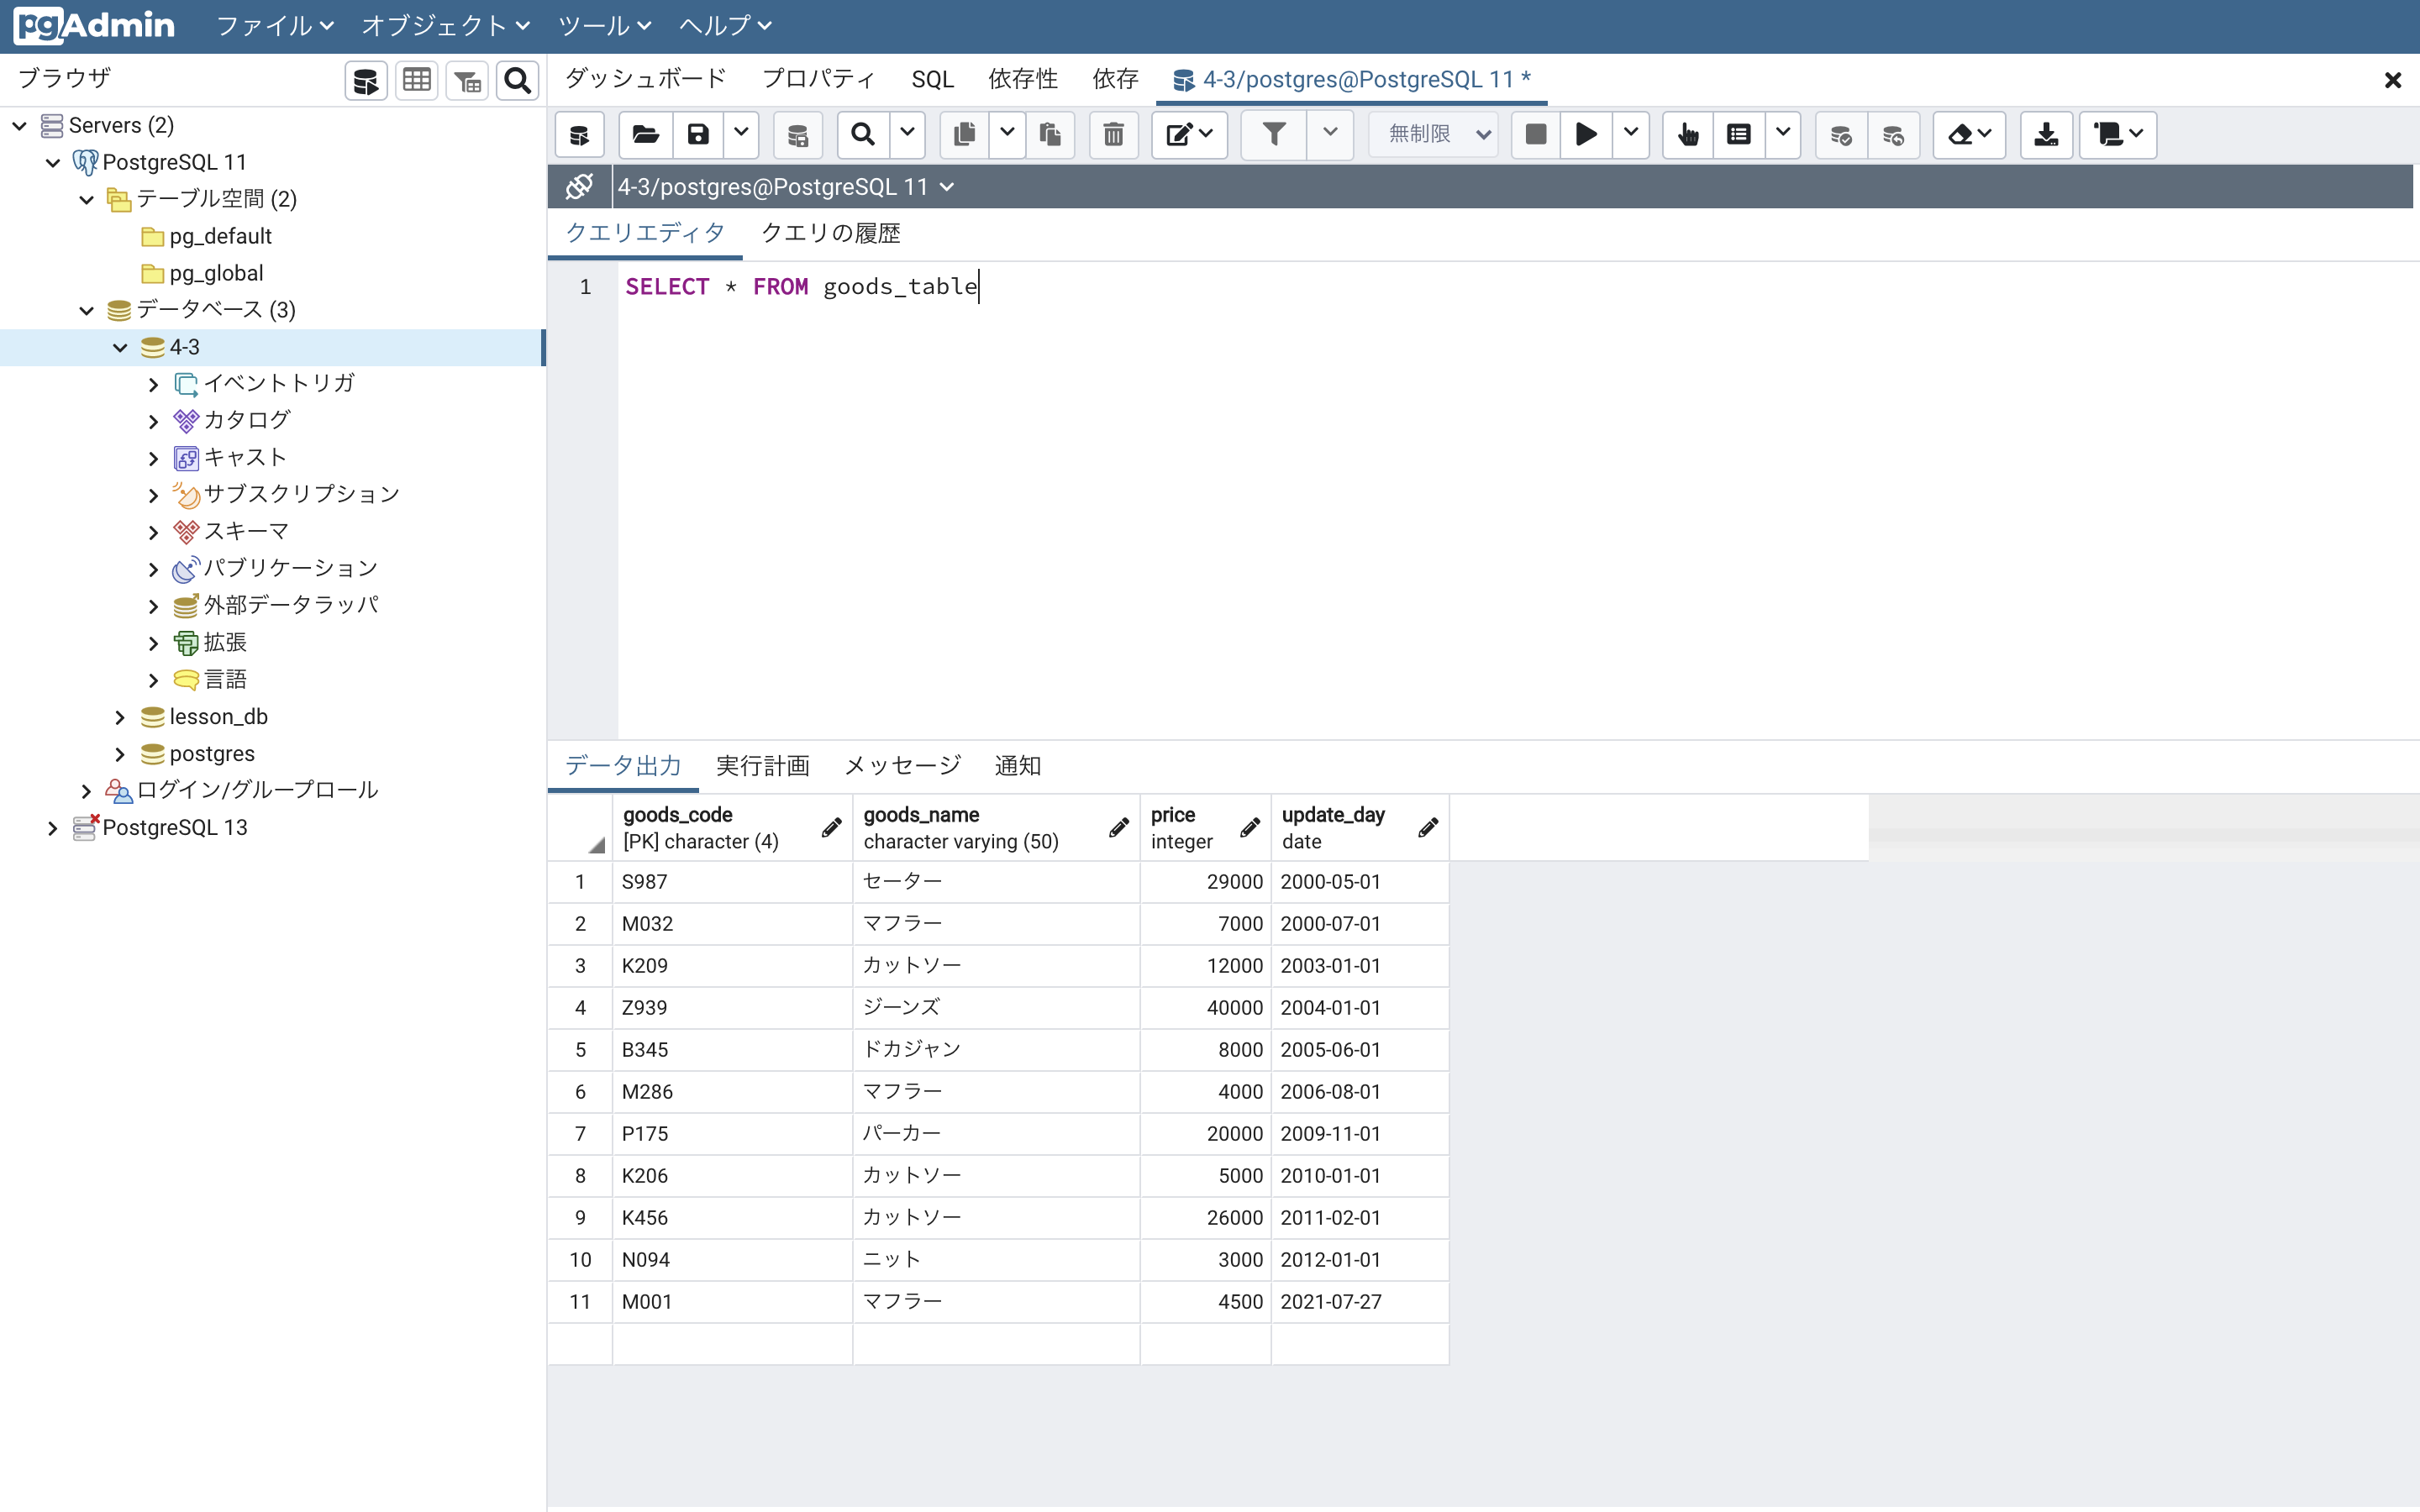 pgAdmin ファイル オブジェクト ツール ヘルプ
ブラウザ
Servers (2)
PostgreSQL 11
テーブル空間 (2)
pg_default
pg_global
データベース (3)
4-3
イベントトリガ
カタログ
キャスト
サブスクリプション
スキーマ
パブリケーション
外部データラッパ
拡張
言語
lesson_db
postgres
ログイン/グループロール
PostgreSQL 13
ダッシュボード プロパティ SQL 依存性 依存 4-3/postgres@PostgreSQL 11 *
無制限
4-3/postgres@PostgreSQL 11
クエリエディタ クエリの履歴
1 SELECT * FROM goods_table
データ出力 実行計画 メッセージ 通知
goods_code goods_name price update_day
[PK] character (4) character varying (50) integer date
1 S987 セーター 29000 2000-05-01
2 M032 マフラー 7000 2000-07-01
3 K209 カットソー 12000 2003-01-01
4 Z939 ジーンズ 40000 2004-01-01
5 B345 ドカジャン 8000 2005-06-01
6 M286 マフラー 4000 2006-08-01
7 P175 パーカー 20000 2009-11-01
8 K206 カットソー 5000 2010-01-01
9 K456 カットソー 26000 2011-02-01
10 N094 ニット 3000 2012-01-01
11 M001 マフラー 4500 2021-07-27